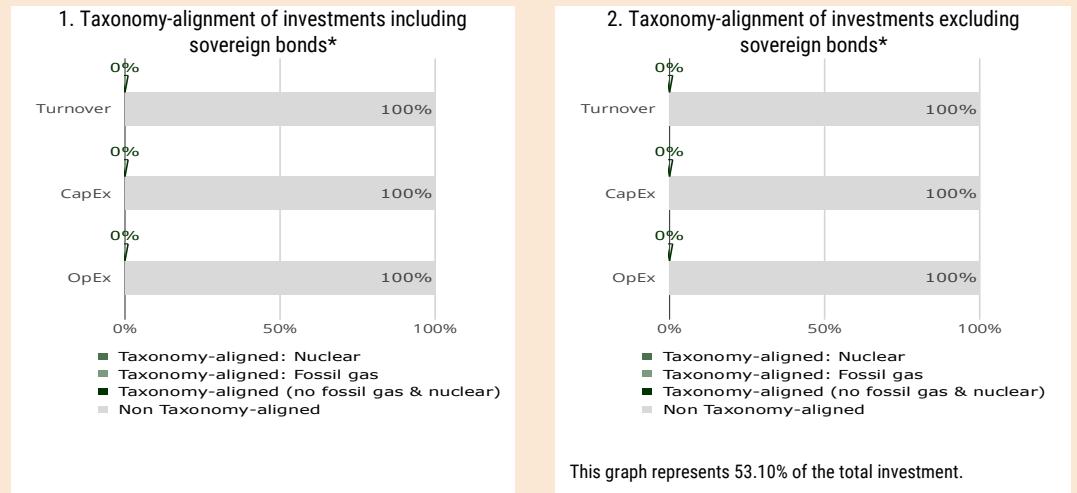 1. Taxonomy-alignment of investments including
sovereign bonds*
0%
Turnover 100%
0%
CapEx 100%
0%
OpEx 100%
0% 50% 100%
Taxonomy-aligned: Nuclear
Taxonomy-aligned: Fossil gas
Taxonomy-aligned (no fossil gas & nuclear)
Non Taxonomy-aligned
2. Taxonomy-alignment of investments excluding
sovereign bonds*
0%
Turnover 100%
0%
CapEx 100%
0%
OpEx 100%
0% 50% 100%
Taxonomy-aligned: Nuclear
Taxonomy-aligned: Fossil gas
Taxonomy-aligned (no fossil gas & nuclear)
Non Taxonomy-aligned
This graph represents 53.10% of the total investment.